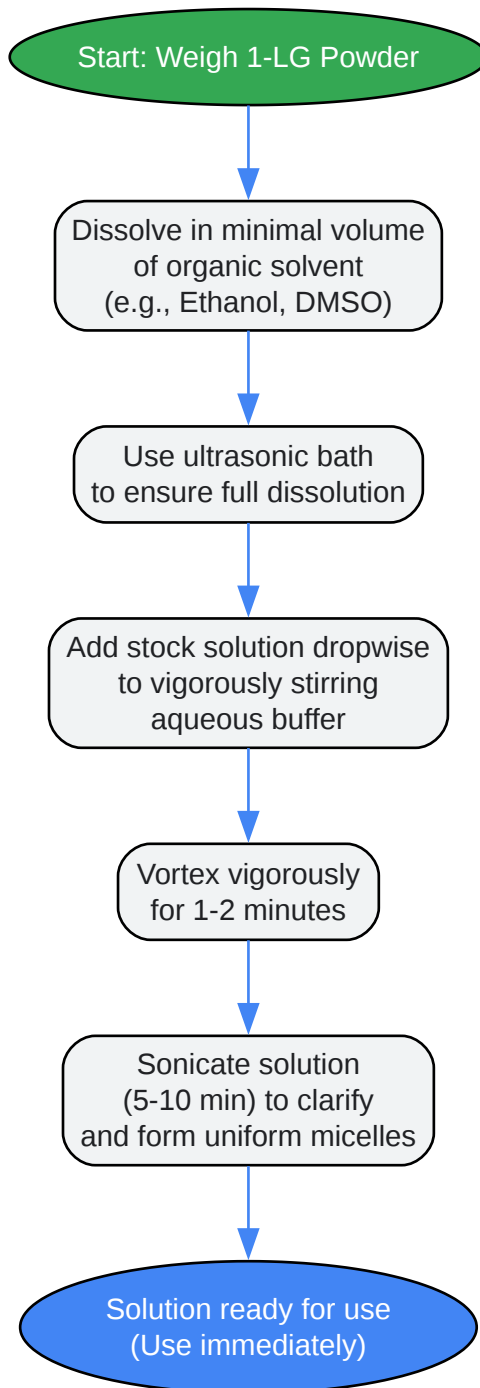 Start: Weigh 1-LG Powder
Dissolve in minimal volume
of organic solvent
(e.g., Ethanol, DMSO)
Use ultrasonic bath
to ensure full dissolution
Add stock solution dropwise
to vigorously stirring
aqueous buffer
Vortex vigorously
for 1-2 minutes
Sonicate solution
(5-10 min) to clarify
and form uniform micelles
Solution ready for use
(Use immediately)